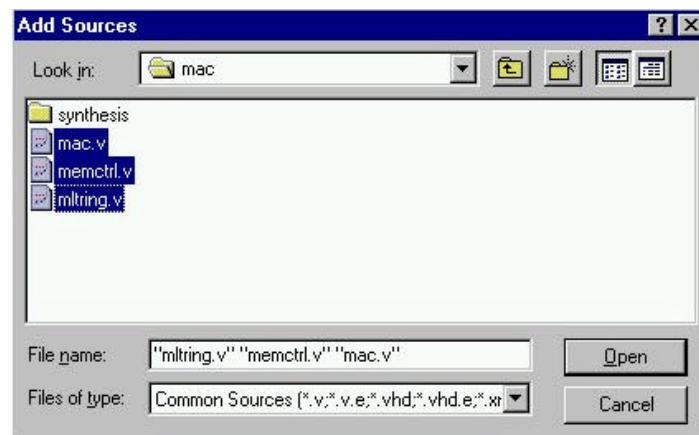 Add Sources
Look in: mac
synthesis
mac.v
memctrl.v
mltring.v
File name: "mltring.v" "memctrl.v" "mac.v" Open
Files of type: Common Sources (*.v;*.v.e;*.vhd;*.vhd.e;*.xr Cancel